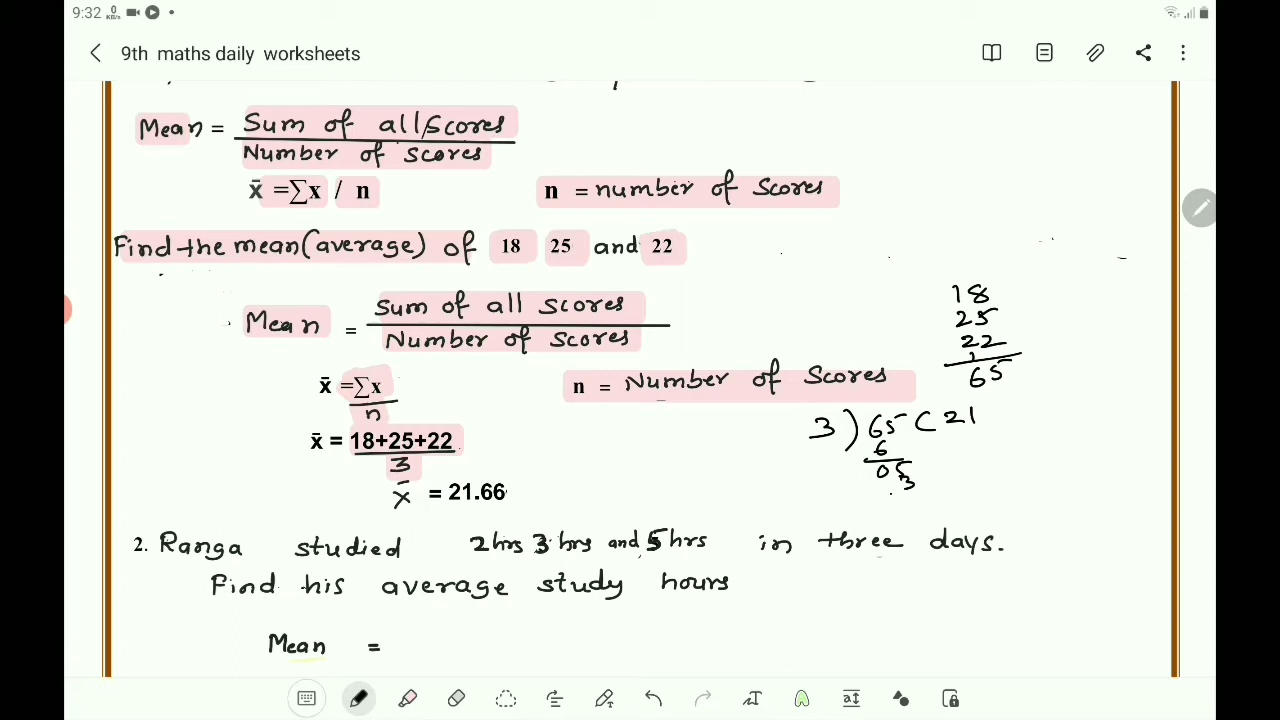 9:32 0 KB/s
9th maths daily worksheets
Mean = Sum of all Scores
Number of scores
x̄ =∑x / n n = number of Scores
Find the mean(average) of 18 25 and 22
Mean = Sum of all scores
Number of scores
x̄ =∑x
n
n = Number of Scores
x̄ = 18+25+22
3
x̄ = 21.66
18
25
22
65
3 ) 65 ( 21
6
05
3
2. Ranga studied 2hrs 3 hrs and 5hrs in three days.
Find his average study hours
Mean =